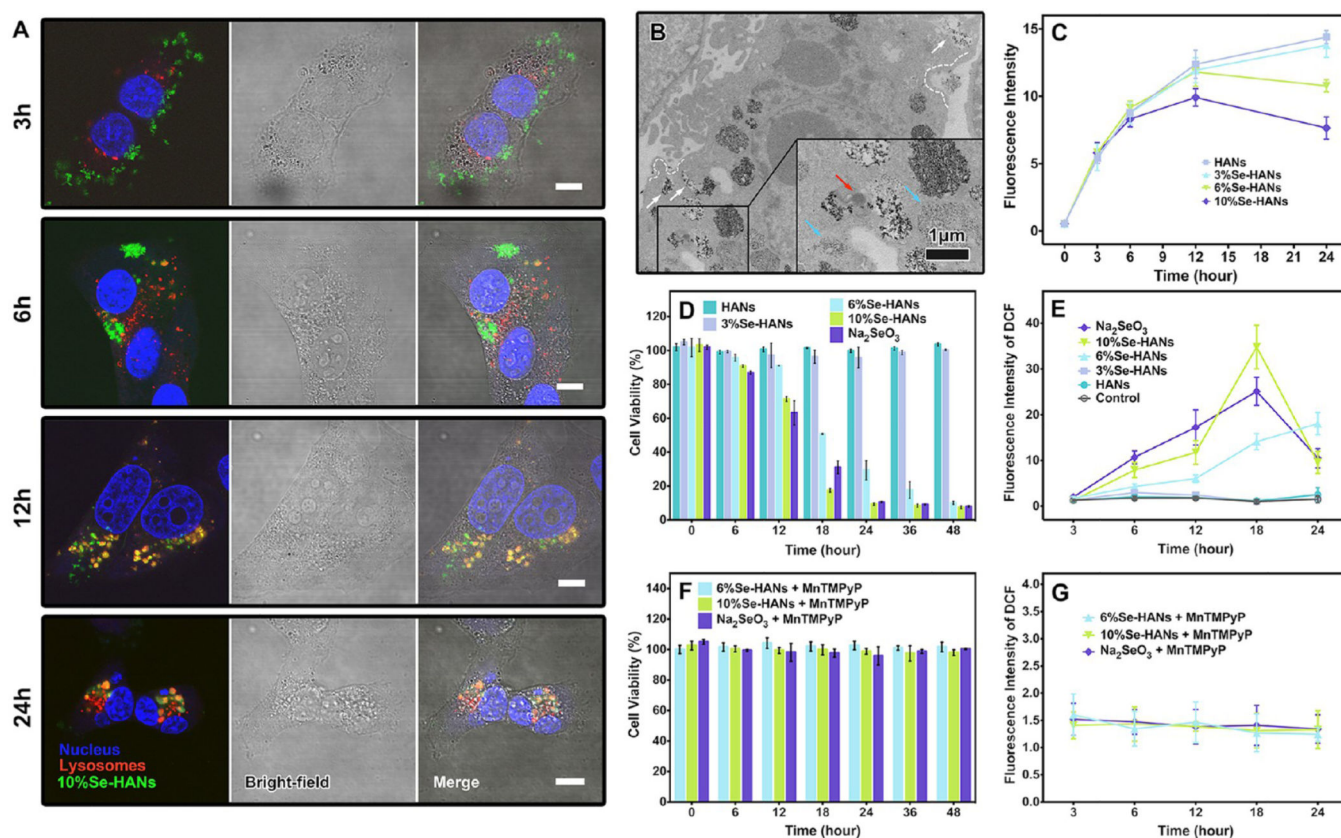 A
3h
6h
12h
24h
Nucleus
Lysosomes
10%Se-HANs
Bright-field
Merge
B
1μm
C
Fluorescence Intensity
15
10
5
0
HANs
3%Se-HANs
6%Se-HANs
10%Se-HANs
0 3 6 9 12 15 18 21 24
Time (hour)
D
Cell Viability (%)
120
100
80
60
40
20
0
HANs
3%Se-HANs
6%Se-HANs
10%Se-HANs
Na₂SeO₃
0 6 12 18 24 36 48
Time (hour)
E
Fluorescence Intensity of DCF
40
30
20
10
0
Na₂SeO₃
10%Se-HANs
6%Se-HANs
3%Se-HANs
HANs
Control
3 6 12 18 24
Time (hour)
F
Cell Viability (%)
140
120
100
80
60
40
20
0
6%Se-HANs + MnTMPyP
10%Se-HANs + MnTMPyP
Na₂SeO₃ + MnTMPyP
0 6 12 18 24 36 48
Time (hour)
G
Fluorescence Intensity of DCF
4.0
3.5
3.0
2.5
2.0
1.5
1.0
0.5
0.0
6%Se-HANs + MnTMPyP
10%Se-HANs + MnTMPyP
Na₂SeO₃ + MnTMPyP
3 6 12 18 24
Time (hour)